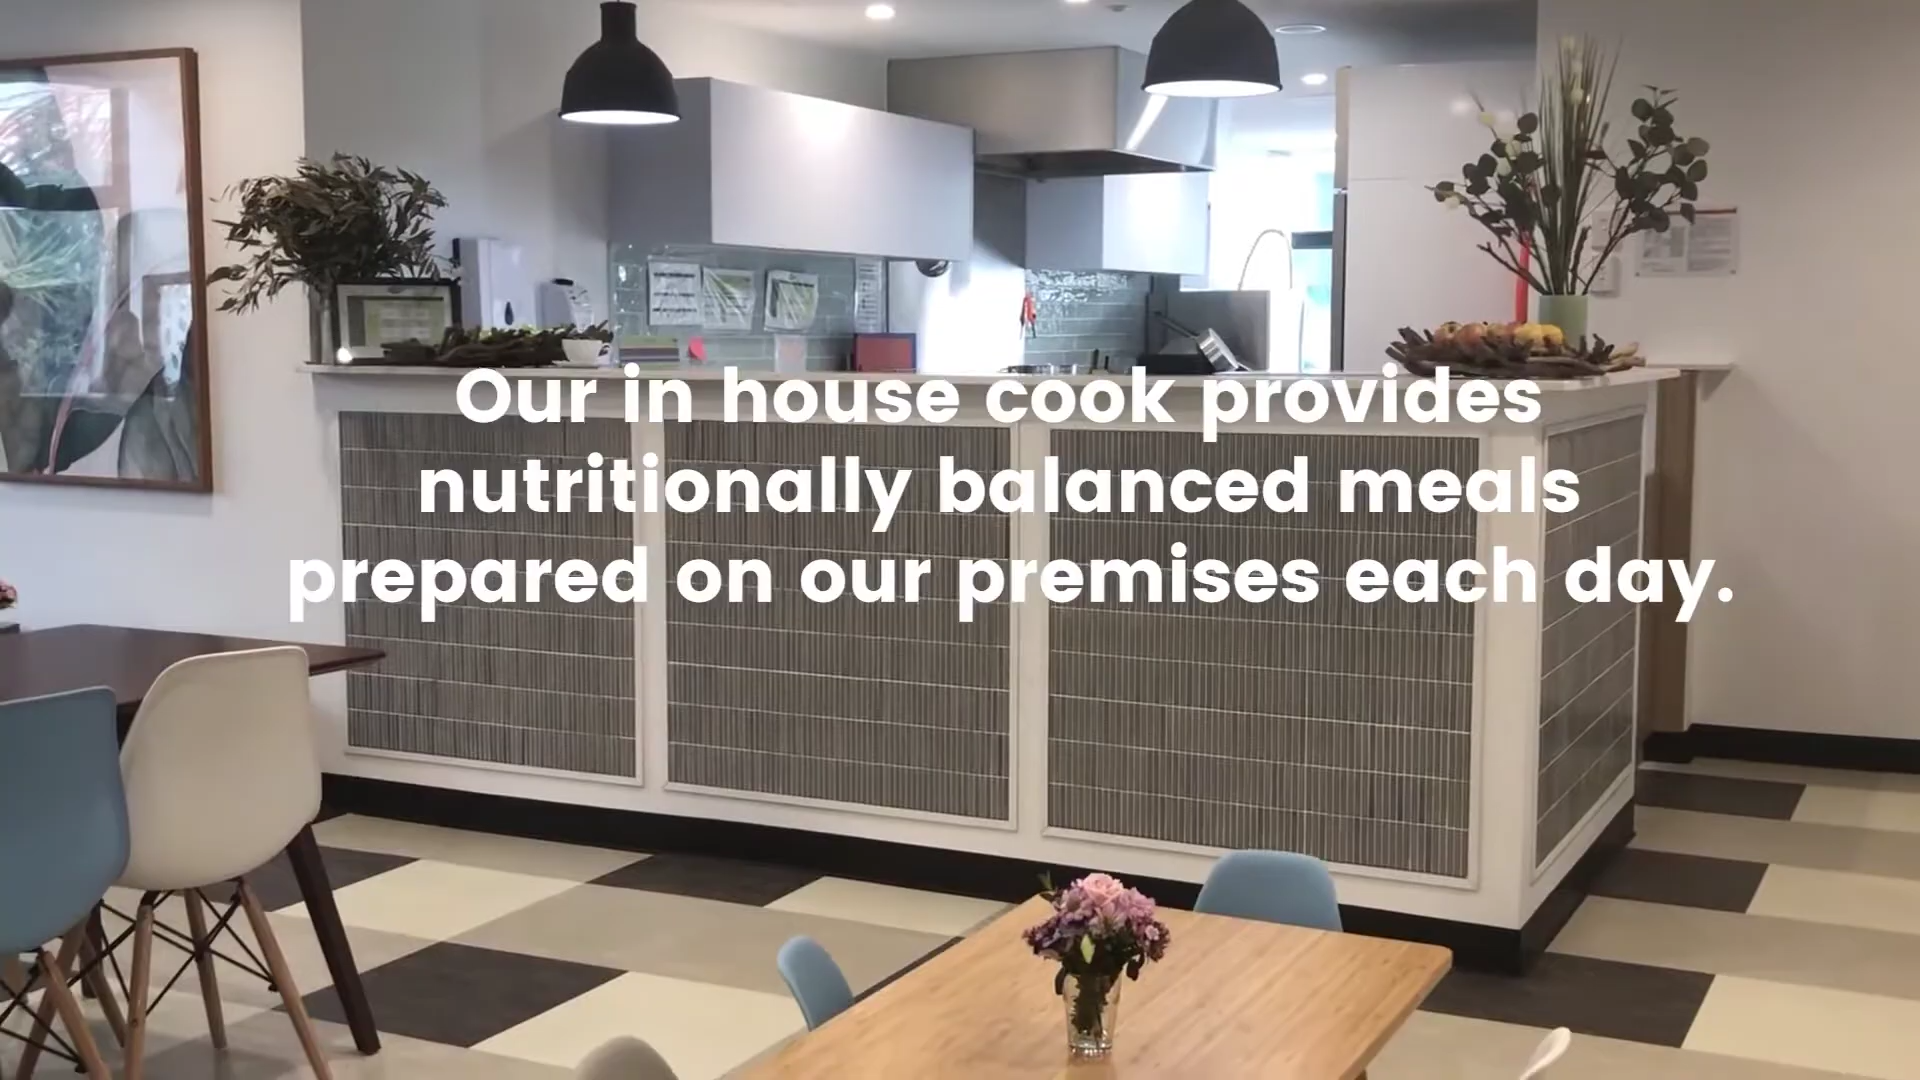 Our in house cook provides
nutritionally balanced meals
prepared on our premises each day.